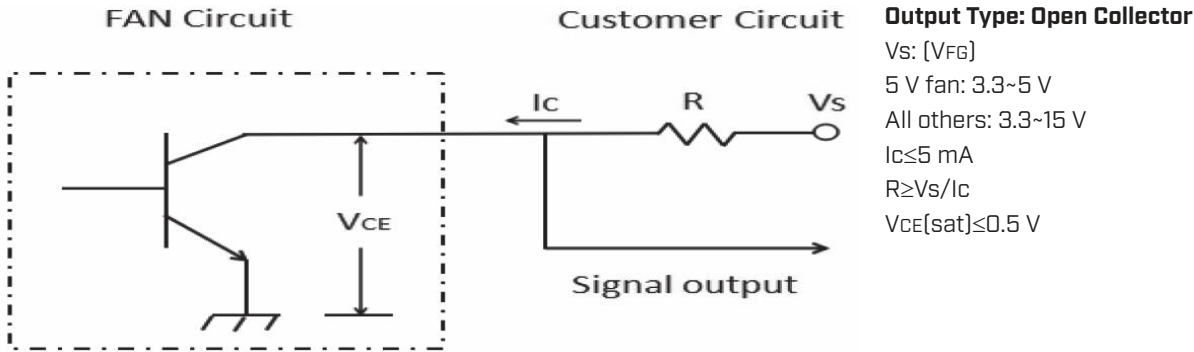 FAN Circuit
Customer Circuit
Ic
R
Vs
VCE
Signal output
Output Type: Open Collector
Vs: (VFG)
5 V fan: 3.3~5 V
All others: 3.3~15 V
Ic≤5 mA
R≥Vs/Ic
VCE(sat)≤0.5 V